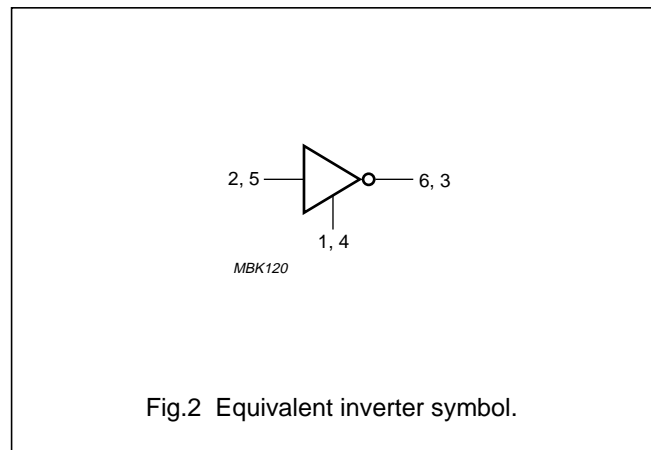 2, 5
6, 3
1, 4
MBK120
Fig.2 Equivalent inverter symbol.